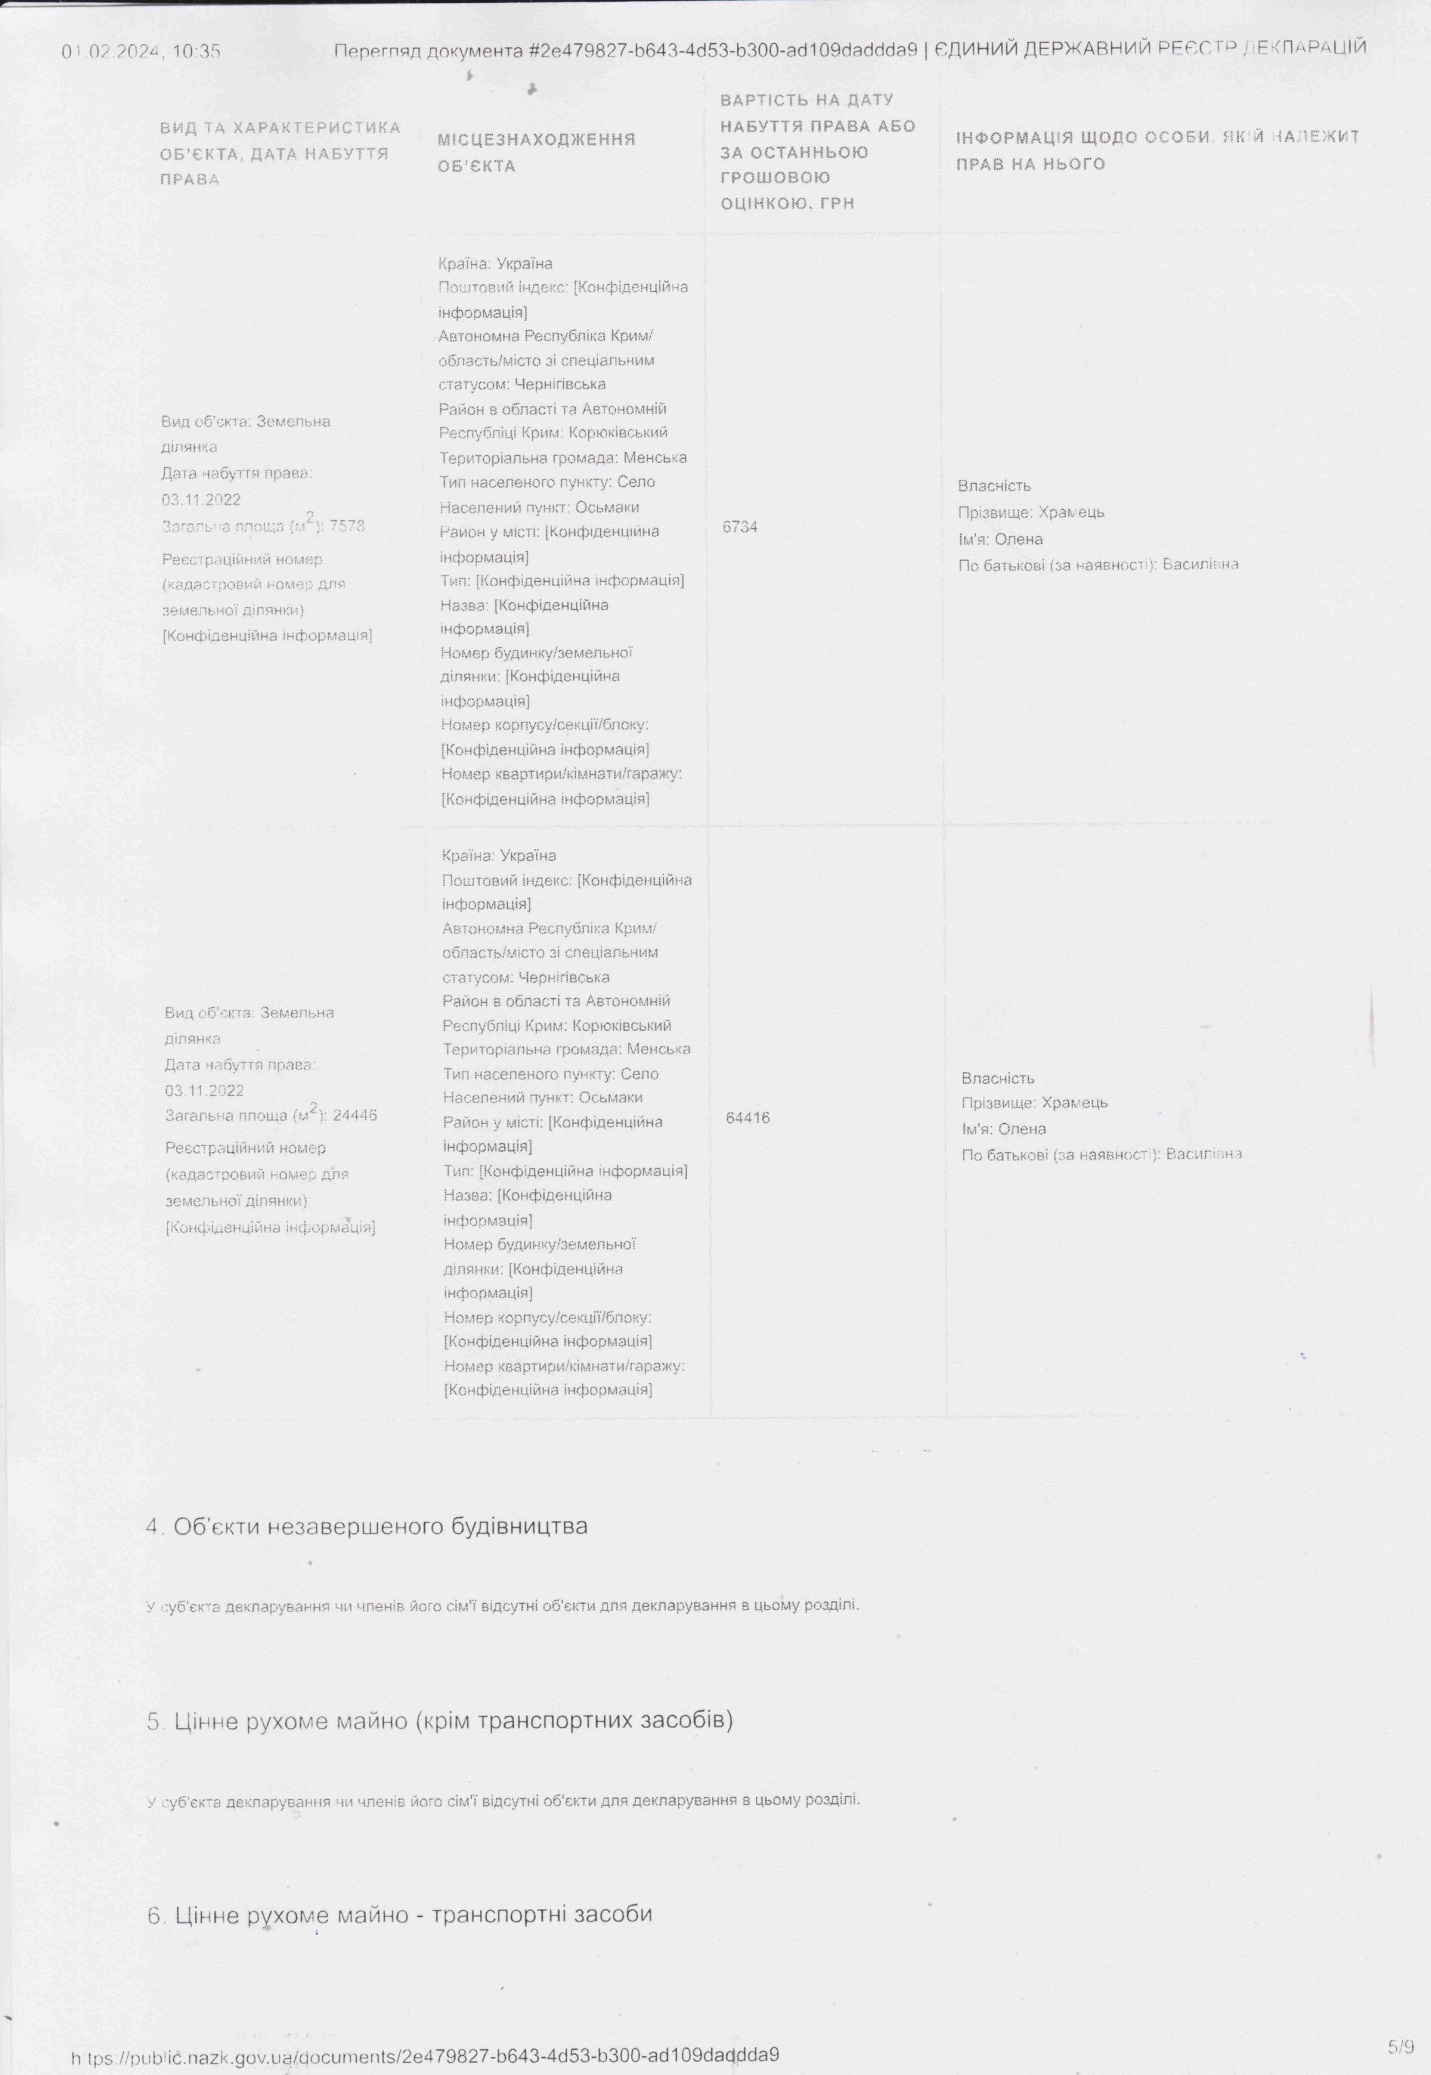 01.02.2024, 10:35
Перегляд документа #2e479827-b643-4d53-b300-ad109daddda9 | ЄДИНИЙ ДЕРЖАВНИЙ РЕЄСТР ДЕКЛАРАЦІЙ
ВИД ТА ХАРАКТЕРИСТИКА
ОБ'ЄКТА, ДАТА НАБУТТЯ
ПРАВА
МІСЦЕЗНАХОДЖЕННЯ
ОБ'ЄКТА
ВАРТІСТЬ НА ДАТУ
НАБУТТЯ ПРАВА АБО
ЗА ОСТАННЬОЮ
ГРОШОВОЮ
ОЦІНКОЮ, ГРН
ІНФОРМАЦІЯ ЩОДО ОСОБИ, ЯКІЙ НАЛЕЖИТ
ПРАВ НА НЬОГО
Вид об'єкта: Земельна
ділянка
Дата набуття права:
03.11.2022
Загальна площа (м2): 7578
Реєстраційний номер
(кадастровий номер для
земельної ділянки):
[Конфіденційна інформація]
Країна: Україна
Поштовий індекс: [Конфіденційна
інформація]
Автономна Республіка Крим/
область/місто зі спеціальним
статусом: Чернігівська
Район в області та Автономній
Республіці Крим: Корюківський
Територіальна громада: Менська
Тип населеного пункту: Село
Населений пункт: Осьмаки
Район у місті: [Конфіденційна
інформація]
Тип: [Конфіденційна інформація]
Назва: [Конфіденційна
інформація]
Номер будинку/земельної
ділянки: [Конфіденційна
інформація]
Номер корпусу/секції/блоку:
[Конфіденційна інформація]
Номер квартири/кімнати/гаражу:
[Конфіденційна інформація]
6734
Власність
Прізвище: Храмець
Ім'я: Олена
По батькові (за наявності): Василівна
Вид об'єкта: Земельна
ділянка
Дата набуття права:
03.11.2022
Загальна площа (м2): 24446
Реєстраційний номер
(кадастровий номер для
земельної ділянки):
[Конфіденційна інформація]
Країна: Україна
Поштовий індекс: [Конфіденційна
інформація]
Автономна Республіка Крим/
область/місто зі спеціальним
статусом: Чернігівська
Район в області та Автономній
Республіці Крим: Корюківський
Територіальна громада: Менська
Тип населеного пункту: Село
Населений пункт: Осьмаки
Район у місті: [Конфіденційна
інформація]
Тип: [Конфіденційна інформація]
Назва: [Конфіденційна
інформація]
Номер будинку/земельної
ділянки: [Конфіденційна
інформація]
Номер корпусу/секції/блоку:
[Конфіденційна інформація]
Номер квартири/кімнати/гаражу:
[Конфіденційна інформація]
64416
Власність
Прізвище: Храмець
Ім'я: Олена
По батькові (за наявності): Василівна
4. Об'єкти незавершеного будівництва
У суб'єкта декларування чи членів його сім'ї відсутні об'єкти для декларування в цьому розділі.
5. Цінне рухоме майно (крім транспортних засобів)
У суб'єкта декларування чи членів його сім'ї відсутні об'єкти для декларування в цьому розділі.
6. Цінне рухоме майно - транспортні засоби
https://public.nazk.gov.ua/documents/2e479827-b643-4d53-b300-ad109daddda9
5/9